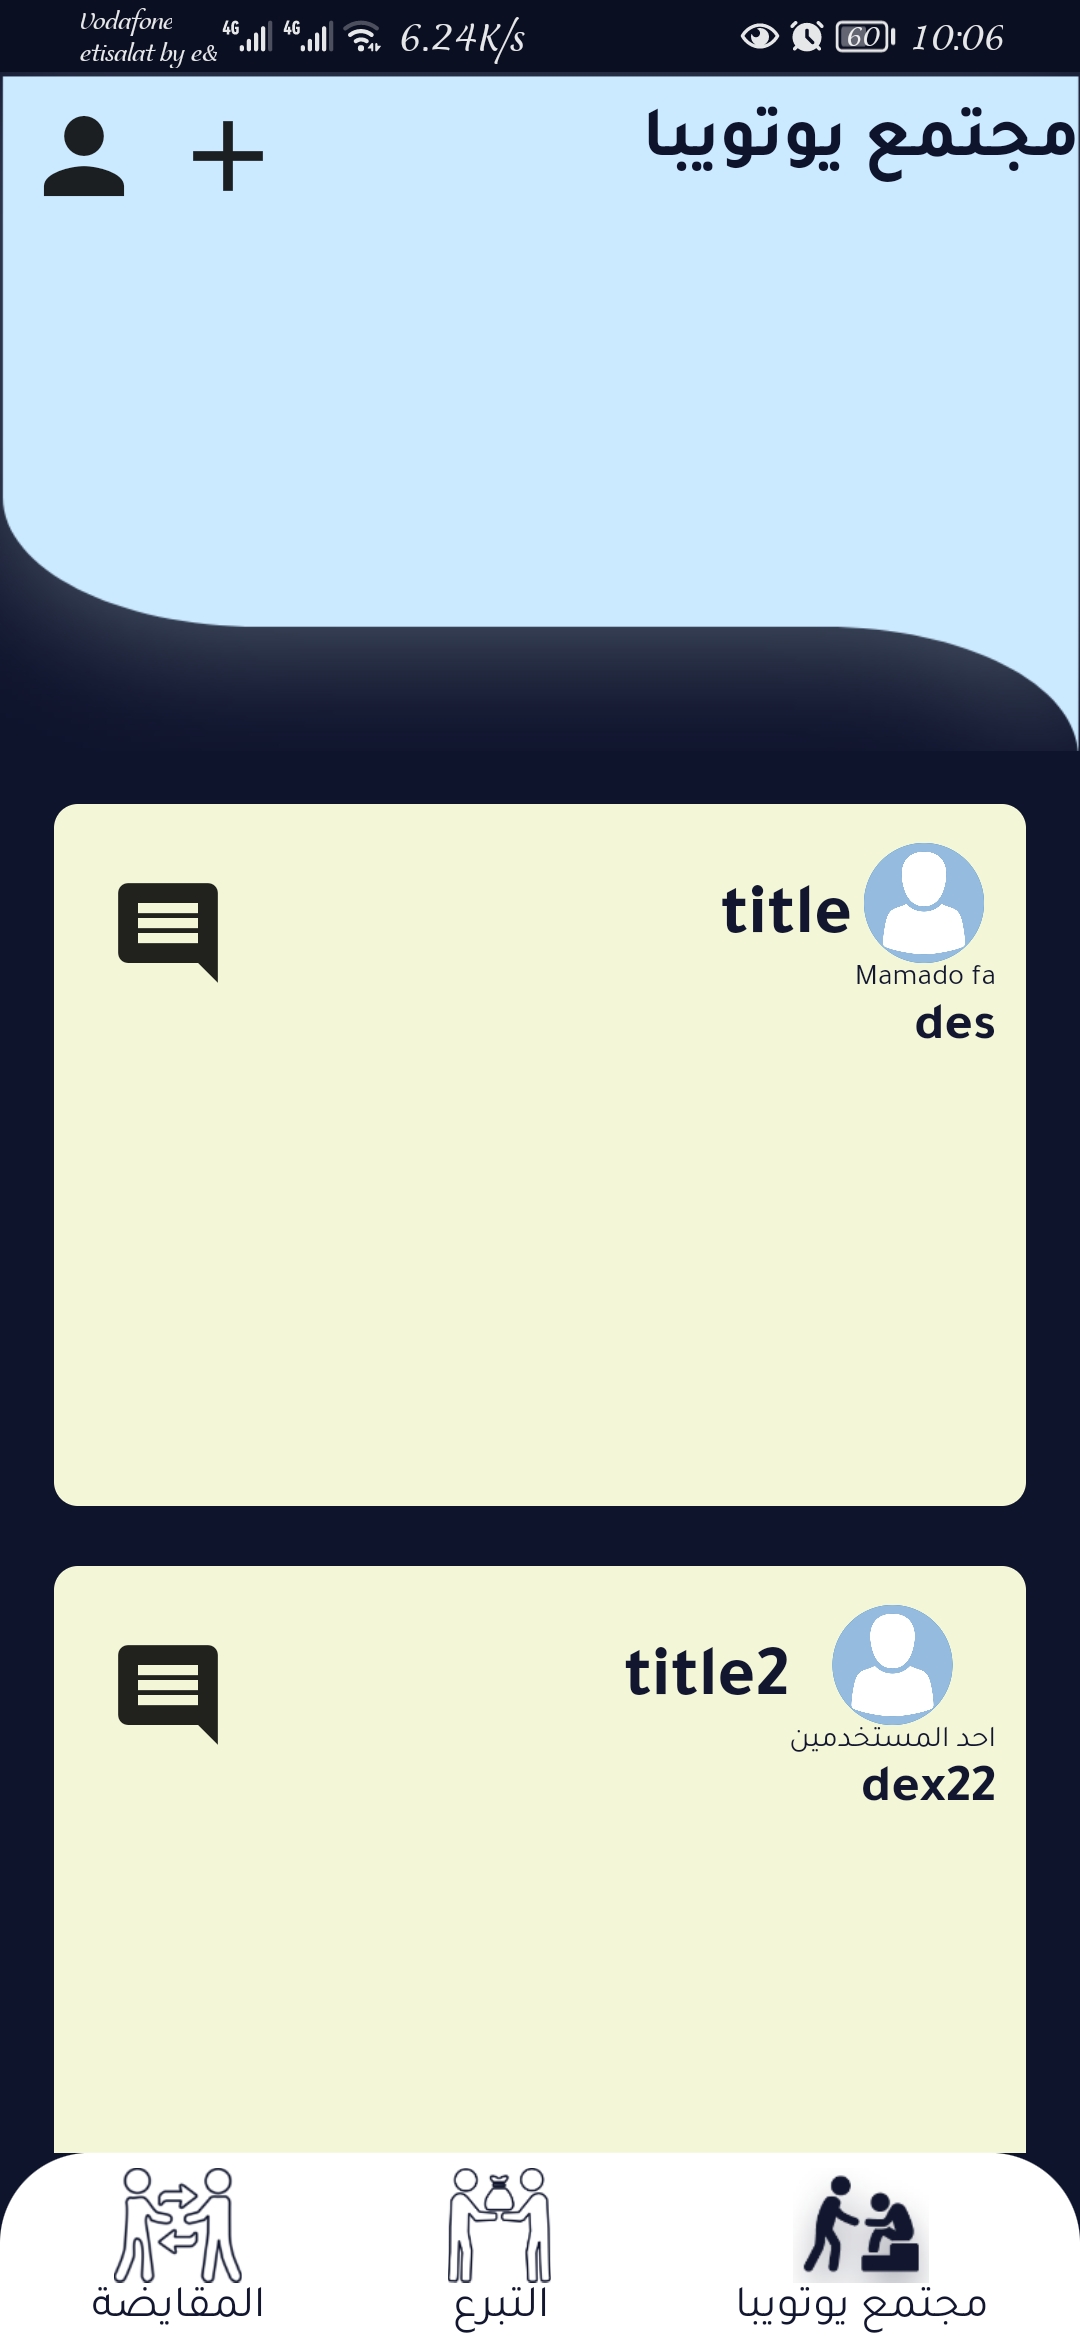 Vodafone
etisalat by e&
4G 4G 6.24K/s 60 10:06
مجتمع يوتوبيا
title
Mamado fa
des
title2
احد المستخدمين
dex22
مجتمع يوتوبيا
التبرع
المقايضة